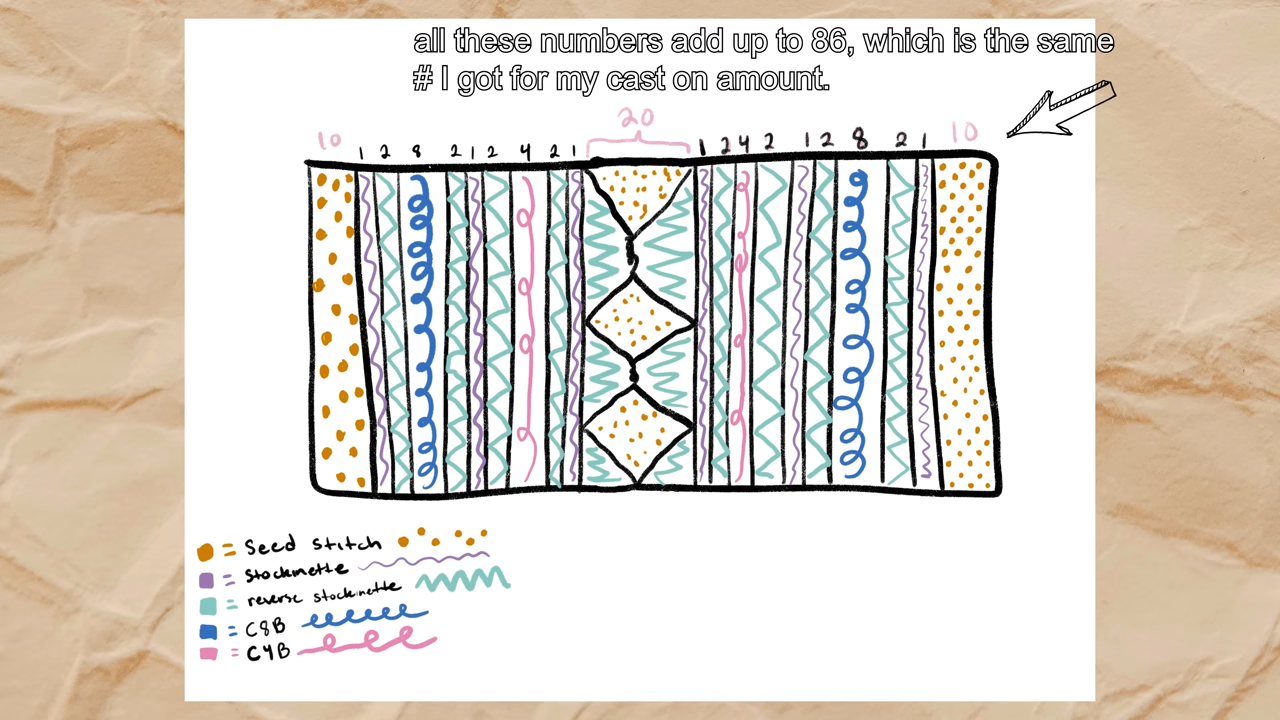 all these numbers add up to 86, which is the same
# I got for my cast on amount.
20
10 1 2 8 2 1 2 4 2 1 1 2 4 2 1 2 8 2 1 10
= Seed stitch
= Stockinette
= reverse stockinette
= C8B
= C4B